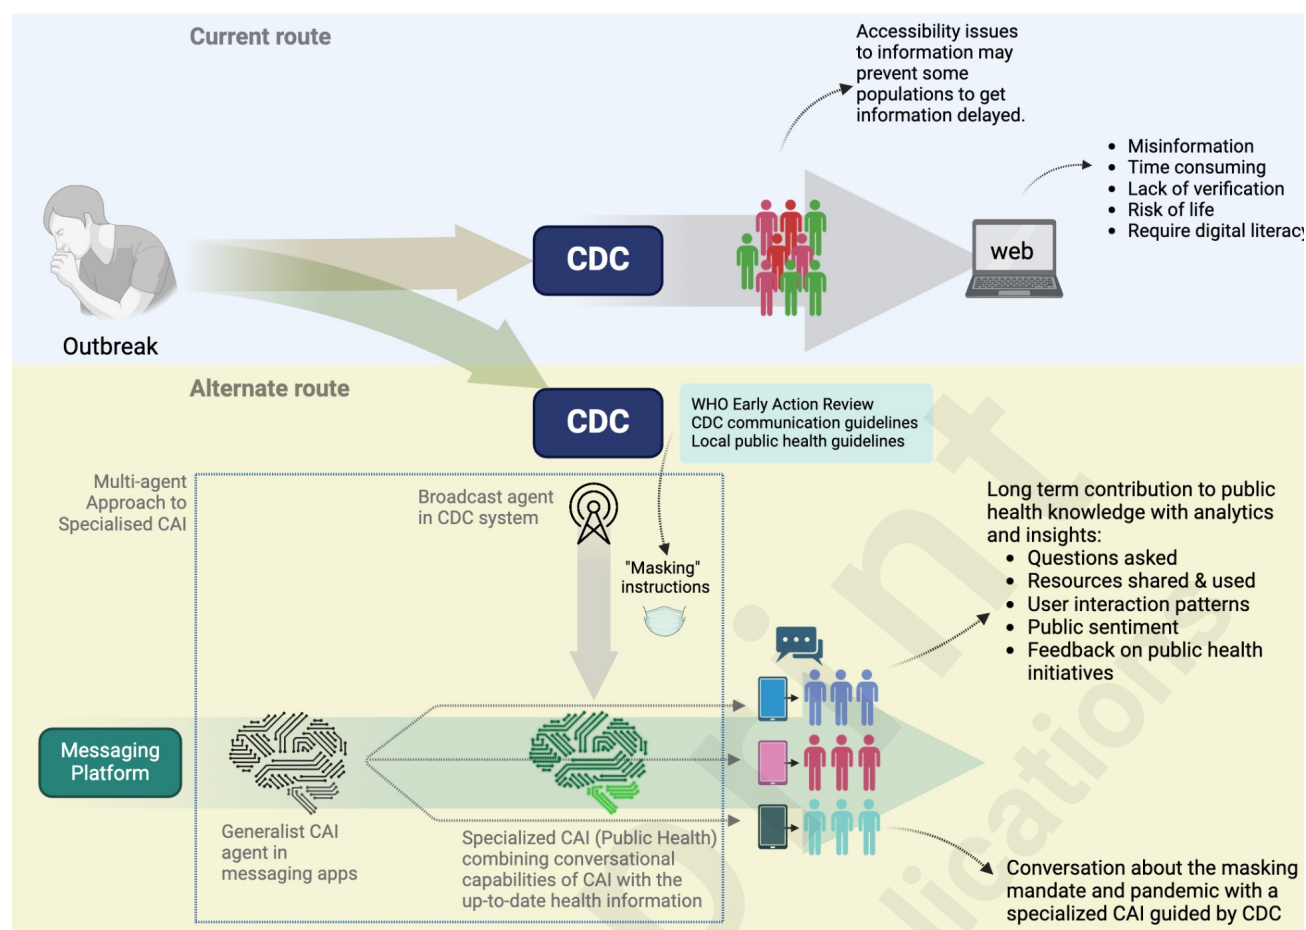 Current route
Accessibility issues
to information may
prevent some
populations to get
information delayed.
• Misinformation
• Time consuming
• Lack of verification
• Risk of life
• Require digital literacy
CDC
web
Outbreak
Alternate route
CDC
WHO Early Action Review
CDC communication guidelines
Local public health guidelines
Multi-agent
Approach to
Specialised CAI
Broadcast agent
in CDC system
"Masking"
instructions
Long term contribution to public
health knowledge with analytics
and insights:
• Questions asked
• Resources shared & used
• User interaction patterns
• Public sentiment
• Feedback on public health
initiatives
Messaging
Platform
Generalist CAI
agent in
messaging apps
Specialized CAI (Public Health)
combining conversational
capabilities of CAI with the
up-to-date health information
Conversation about the masking
mandate and pandemic with a
specialized CAI guided by CDC